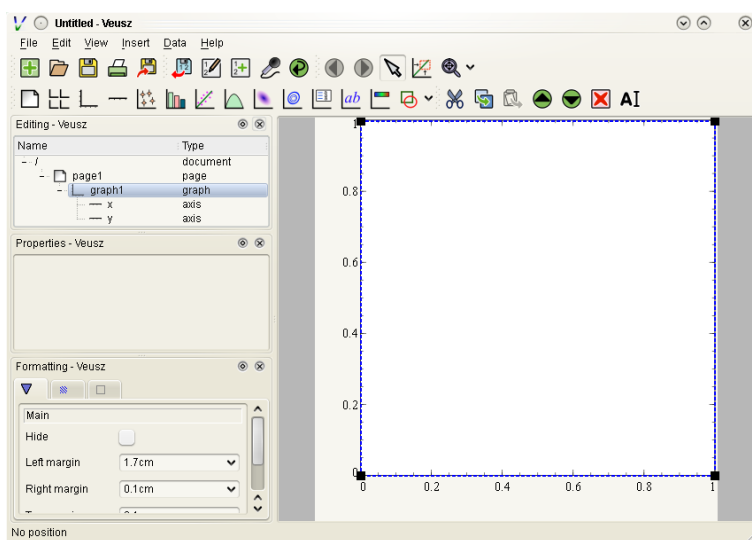 Untitled - Veusz
File Edit View Insert Data Help
ab
AI
Editing - Veusz
Name Type
/ document
page1 page
graph1 graph
x axis
y axis
Properties - Veusz
Formatting - Veusz
Main
Hide
Left margin 1.7cm
Right margin 0.1cm
No position
1
0.8
0.6
0.4
0.2
0
0 0.2 0.4 0.6 0.8 1